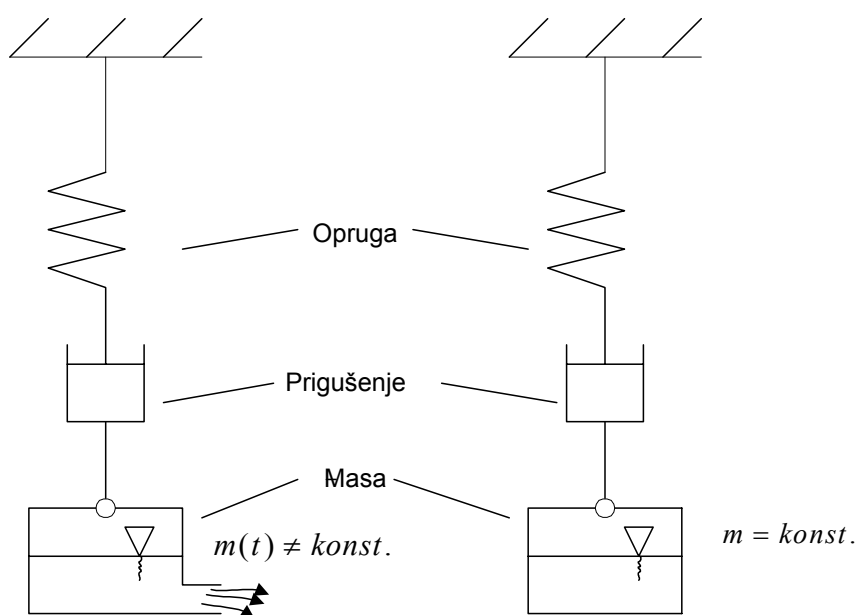 Opruga
Prigušenje
Masa
m(t) ≠ konst.
m = konst.